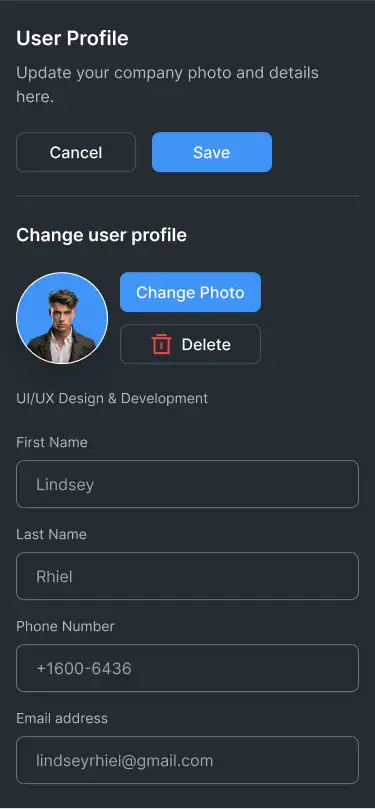 User Profile
Update your company photo and details
here.
Cancel
Save
Change user profile
Change Photo
Delete
UI/UX Design & Development
First Name
Lindsey
Last Name
Rhiel
Phone Number
+1600-6436
Email address
lindseyrhiel@gmail.com